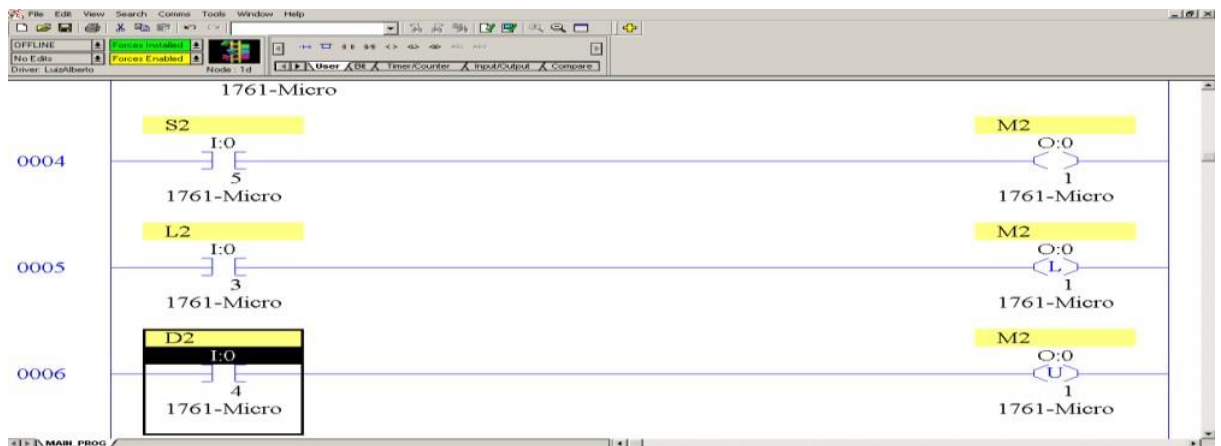 File Edit View Search Comms Tools Window Help
OFFLINE Forces Installed
No Edits Forces Enabled
Driver: LuizAlberto Node: 1d
User Bit Timer/Counter Input/Output Compare
1761-Micro
S2 M2
I:0 O:0
0004
5 1
1761-Micro 1761-Micro
L2 M2
I:0 O:0
0005 L
3 1
1761-Micro 1761-Micro
D2 M2
I:0 O:0
0006 U
4 1
1761-Micro 1761-Micro
MAIN_PROG